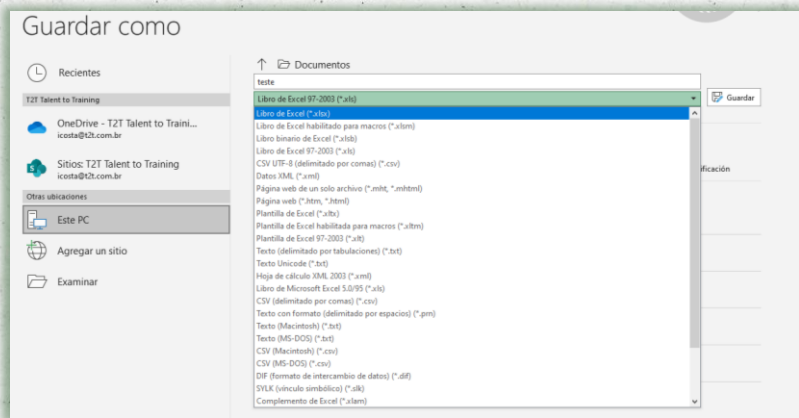 Guardar como
Recientes
T2T Talent to Training
OneDrive - T2T Talent to Traini...
icosta@t2t.com.br
Sitios: T2T Talent to Training
icosta@t2t.com.br
Otras ubicaciones
Este PC
Agregar un sitio
Examinar
Documentos
teste
Libro de Excel 97-2003 (*.xls)
Guardar
Libro de Excel (*.xlsx)
Libro de Excel habilitado para macros (*.xlsm)
Libro binario de Excel (*.xlsb)
Libro de Excel 97-2003 (*.xls)
CSV UTF-8 (delimitado por comas) (*.csv)
Datos XML (*.xml)
ificación
Página web de un solo archivo (*.mht, *.mhtml)
Página web (*.htm, *.html)
Plantilla de Excel (*.xltx)
Plantilla de Excel habilitada para macros (*.xltm)
Plantilla de Excel 97-2003 (*.xlt)
Texto (delimitado por tabulaciones) (*.txt)
Texto Unicode (*.txt)
Hoja de cálculo XML 2003 (*.xml)
Libro de Microsoft Excel 5.0/95 (*.xls)
CSV (delimitado por comas) (*.csv)
Texto con formato (delimitado por espacios) (*.prn)
Texto (Macintosh) (*.txt)
Texto (MS-DOS) (*.txt)
CSV (Macintosh) (*.csv)
CSV (MS-DOS) (*.csv)
DIF (formato de intercambio de datos) (*.dif)
SYLK (vínculo simbólico) (*.slk)
Complemento de Excel (*.xlam)